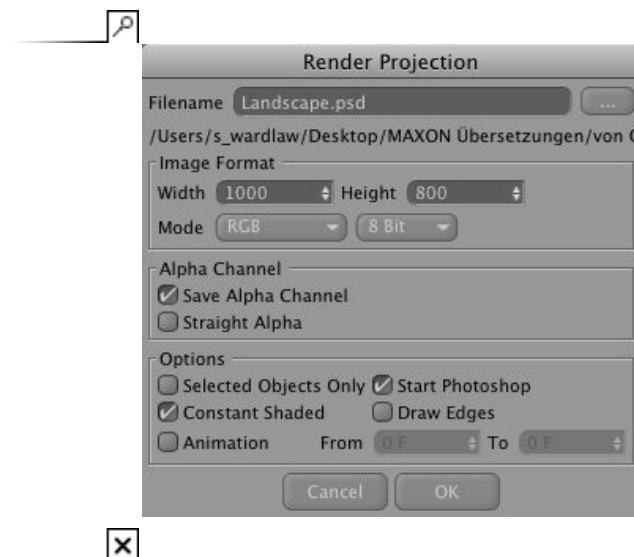 Render Projection
Filename Landscape.psd ...
/Users/s_wardlaw/Desktop/MAXON Übersetzungen/von
Image Format
Width 1000 Height 800
Mode RGB 8 Bit
Alpha Channel
Save Alpha Channel
Straight Alpha
Options
Selected Objects Only Start Photoshop
Constant Shaded Draw Edges
Animation From 0 F To 0 F
Cancel OK